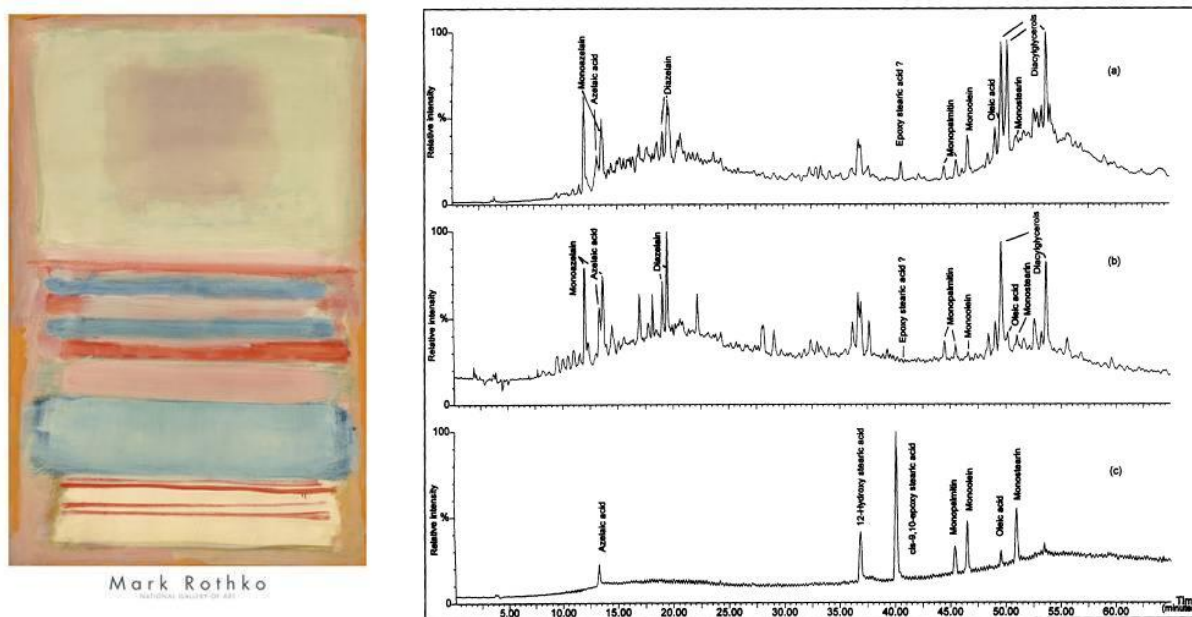 Mark Rothko
NATIONAL GALLERY OF ART
100
%
0
Relative intensity
Monoazelain
Azelaic acid
Diazelain
Epoxy stearic acid ?
Monopalmitin
Monoolein
Oleic acid
Monostearin
Diacylglycerols
(a)
100
%
0
Relative intensity
Monoazelain
Azelaic acid
Diazelain
Epoxy stearic acid ?
Monopalmitin
Monoolein
Oleic acid
Monostearin
Diacylglycerols
(b)
100
%
0
Relative intensity
Azelaic acid
12-Hydroxy stearic acid
cis-9,10-epoxy stearic acid
Monopalmitin
Monoolein
Oleic acid
Monostearin
(c)
5.00 10.00 15.00 20.00 25.00 30.00 35.00 40.00 45.00 50.00 55.00 60.00